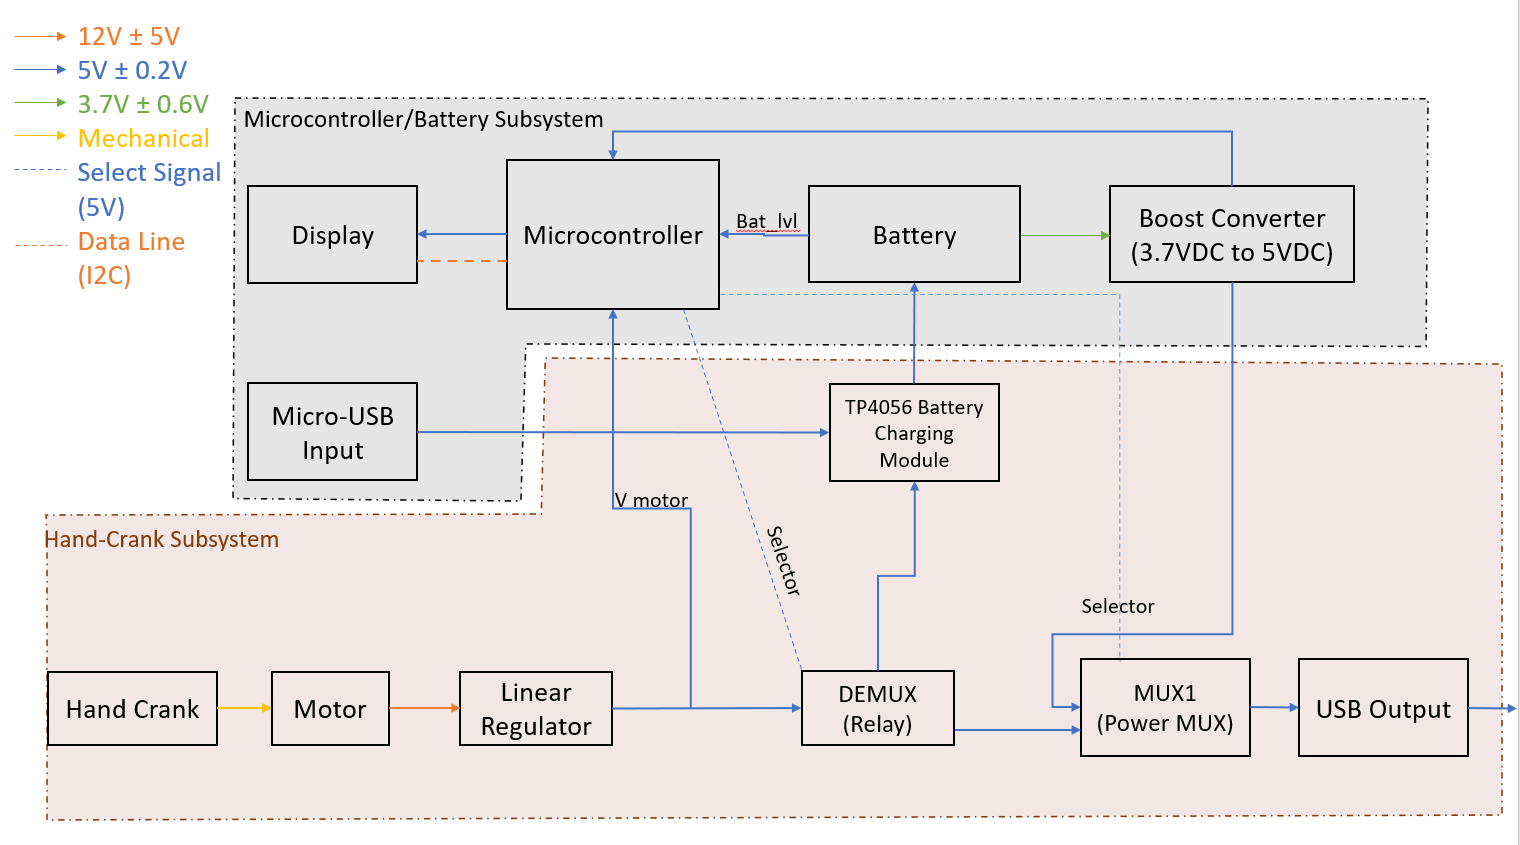 12V ± 5V
5V ± 0.2V
3.7V ± 0.6V
Mechanical
Select Signal
(5V)
Data Line
(I2C)
Microcontroller/Battery Subsystem
Display
Microcontroller
Bat_lvl
Battery
Boost Converter
(3.7VDC to 5VDC)
Micro-USB
Input
TP4056 Battery
Charging
Module
V motor
Selector
Hand-Crank Subsystem
Selector
Hand Crank
Motor
Linear
Regulator
DEMUX
(Relay)
MUX1
(Power MUX)
USB Output